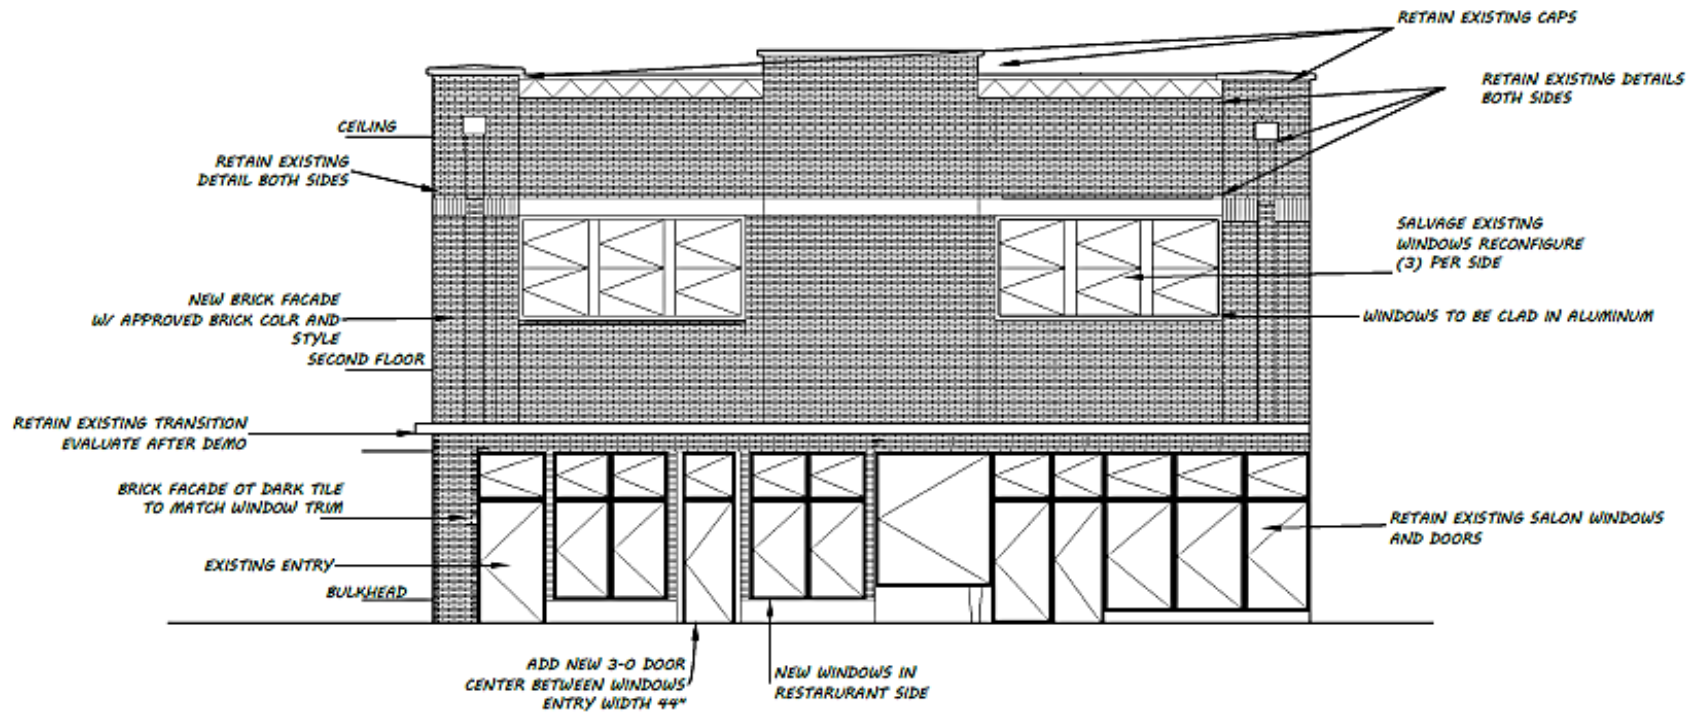 RETAIN EXISTING CAPS
RETAIN EXISTING DETAILS
BOTH SIDES
CEILING
RETAIN EXISTING
DETAIL BOTH SIDES
SALVAGE EXISTING
WINDOWS RECONFIGURE
(3) PER SIDE
NEW BRICK FACADE
W/ APPROVED BRICK COLR AND
STYLE
WINDOWS TO BE CLAD IN ALUMINUM
SECOND FLOOR
RETAIN EXISTING TRANSITION
EVALUATE AFTER DEMO
BRICK FACADE OT DARK TILE
TO MATCH WINDOW TRIM
RETAIN EXISTING SALON WINDOWS
AND DOORS
EXISTING ENTRY
BULKHEAD
ADD NEW 3-0 DOOR
CENTER BETWEEN WINDOWS
ENTRY WIDTH 44"
NEW WINDOWS IN
RESTARURANT SIDE